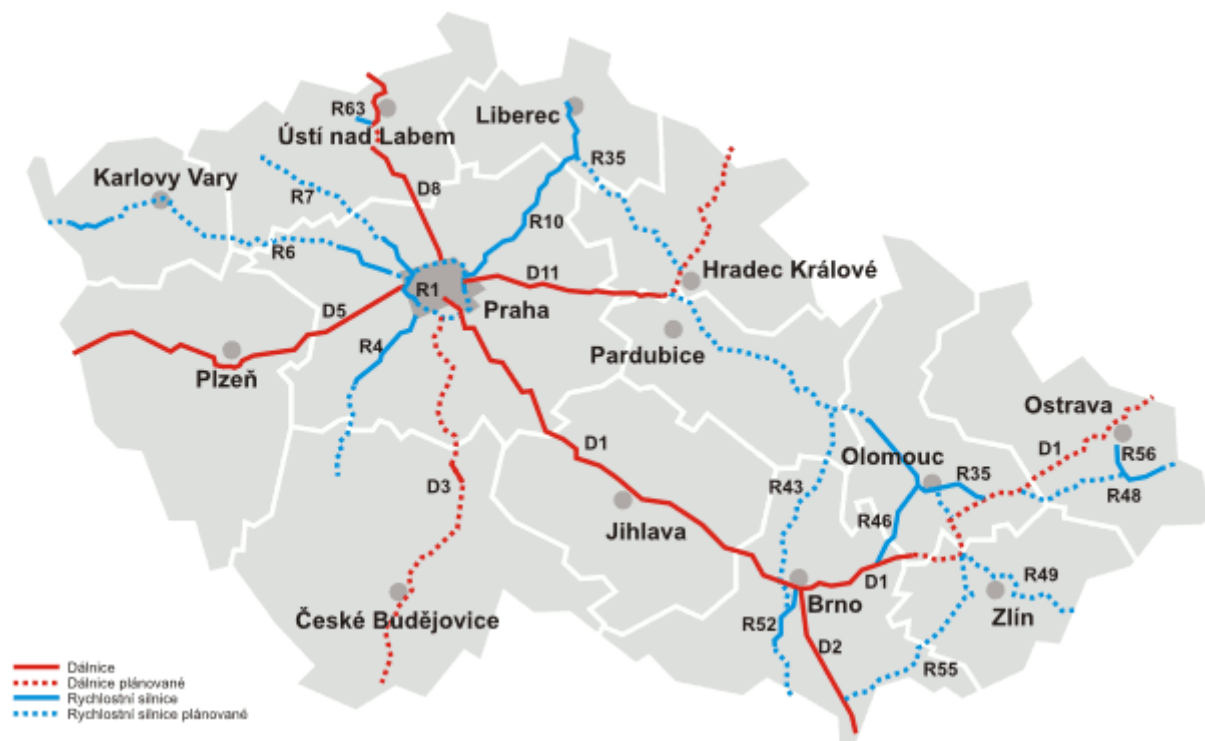 R63
Liberec
Ústí nad Labem
R35
Karlovy Vary
R7
D8
R10
R6
D11
Hradec Králové
R1
D5
Praha
R4
Pardubice
Plzeň
Ostrava
D1
D1
Olomouc
R56
R35
D3
R43
R48
R46
Jihlava
R49
D1
Brno
Zlín
České Budějovice
R52
D2
R55
Dálnice
Dálnice plánované
Rychlostní silnice
Rychlostní silnice plánované